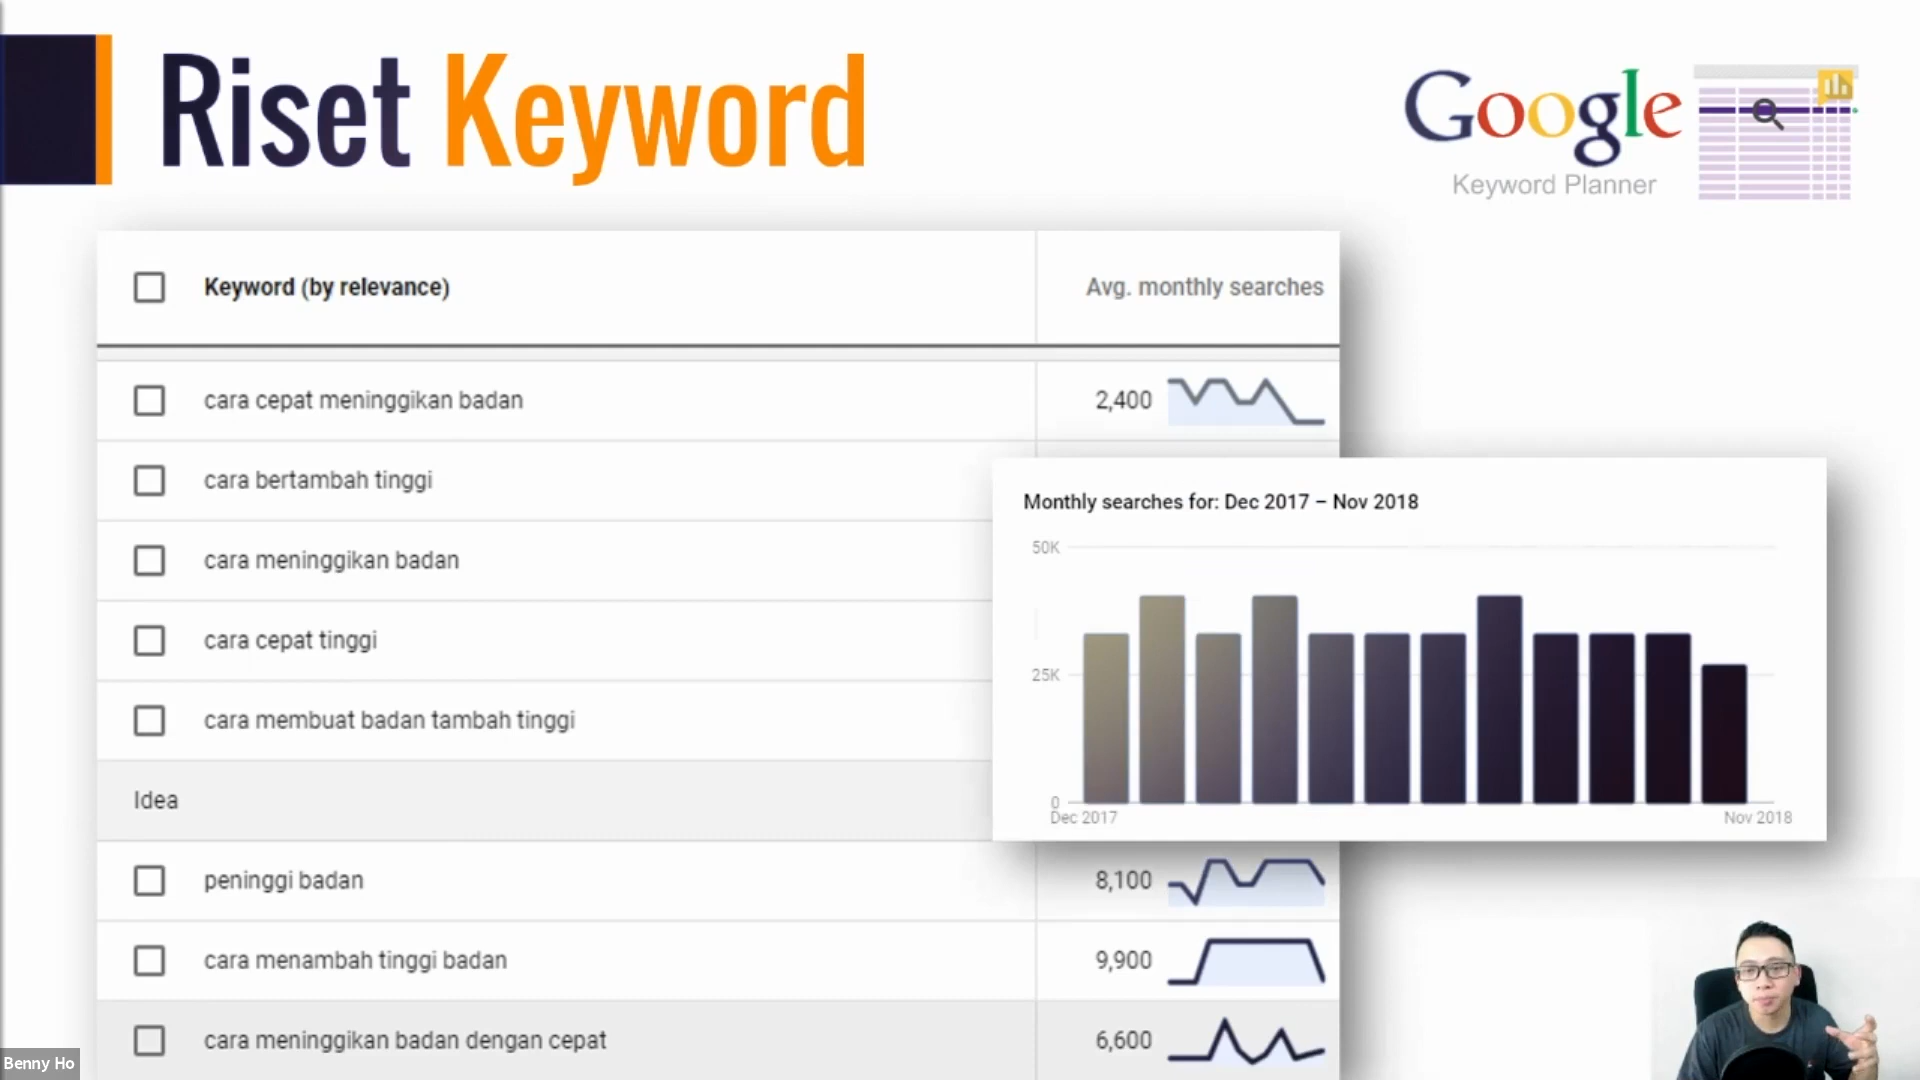 Riset Keyword
Google
Keyword Planner
Keyword (by relevance)
Avg. monthly searches
cara cepat meninggikan badan
2,400
cara bertambah tinggi
cara meninggikan badan
cara cepat tinggi
cara membuat badan tambah tinggi
Idea
Monthly searches for: Dec 2017 – Nov 2018
50K
25K
0
Dec 2017
Nov 2018
peninggi badan
8,100
cara menambah tinggi badan
9,900
cara meninggikan badan dengan cepat
6,600
Benny Ho